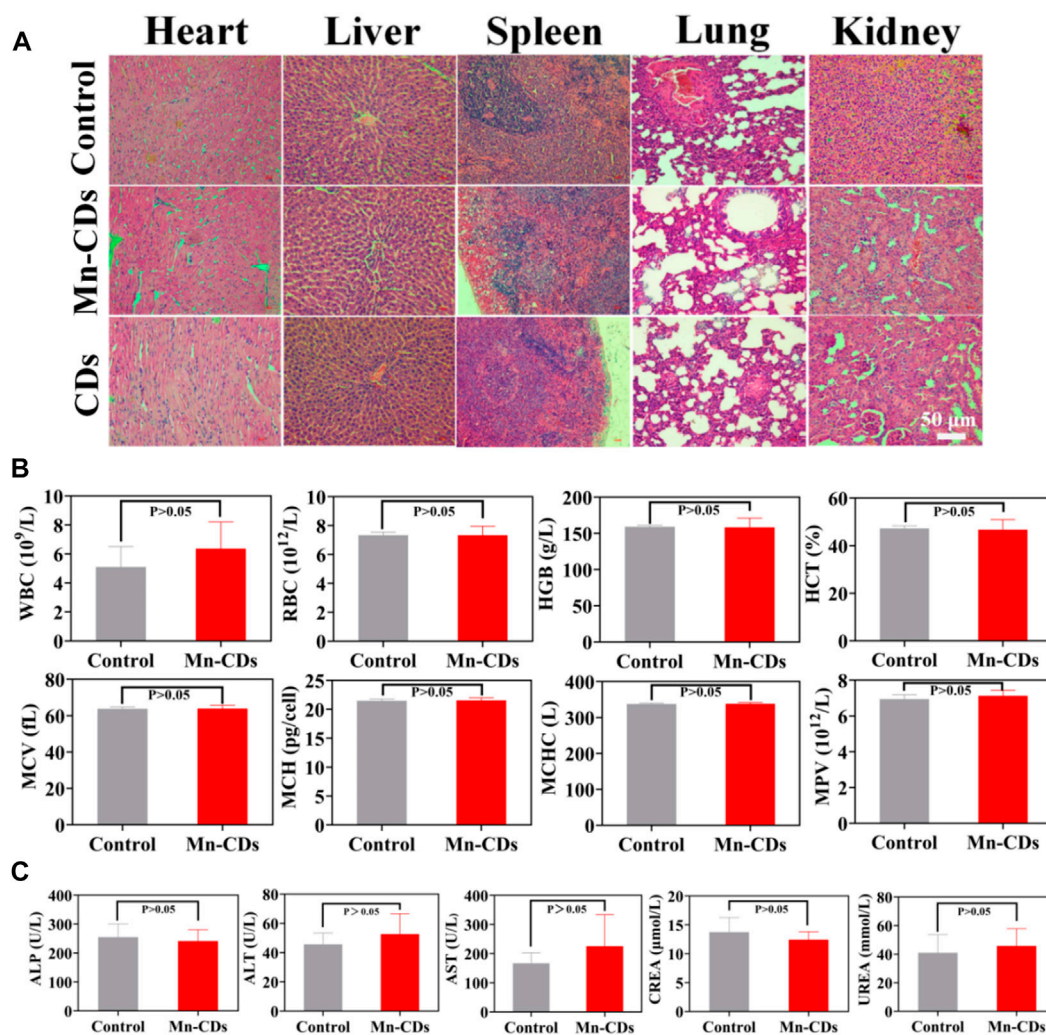 A
Heart Liver Spleen Lung Kidney
Control
Mn-CDs
CDs
50 μm
B
WBC (10⁹/L)
0 2 4 6 8 10
P>0.05
Control Mn-CDs
RBC (10¹²/L)
0 2 4 6 8 10
P>0.05
Control Mn-CDs
HGB (g/L)
0 50 100 150 200
P>0.05
Control Mn-CDs
HCT (%)
0 20 40 60
P>0.05
Control Mn-CDs
MCV (fL)
0 20 40 60 80
P>0.05
Control Mn-CDs
MCH (pg/cell)
0 5 10 15 20 25
P>0.05
Control Mn-CDs
MCHC (L)
0 100 200 300 400
P>0.05
Control Mn-CDs
MPV (10¹²/L)
0 2 4 6 8
P>0.05
Control Mn-CDs
C
ALP (U/L)
0 100 200 300 400
P>0.05
Control Mn-CDs
ALT (U/L)
0 20 40 60 80
P>0.05
Control Mn-CDs
AST (U/L)
0 200 400 600
P>0.05
Control Mn-CDs
CREA (μmol/L)
0 5 10 15 20
P>0.05
Control Mn-CDs
UREA (mmol/L)
0 20 40 60 80 100
P>0.05
Control Mn-CDs